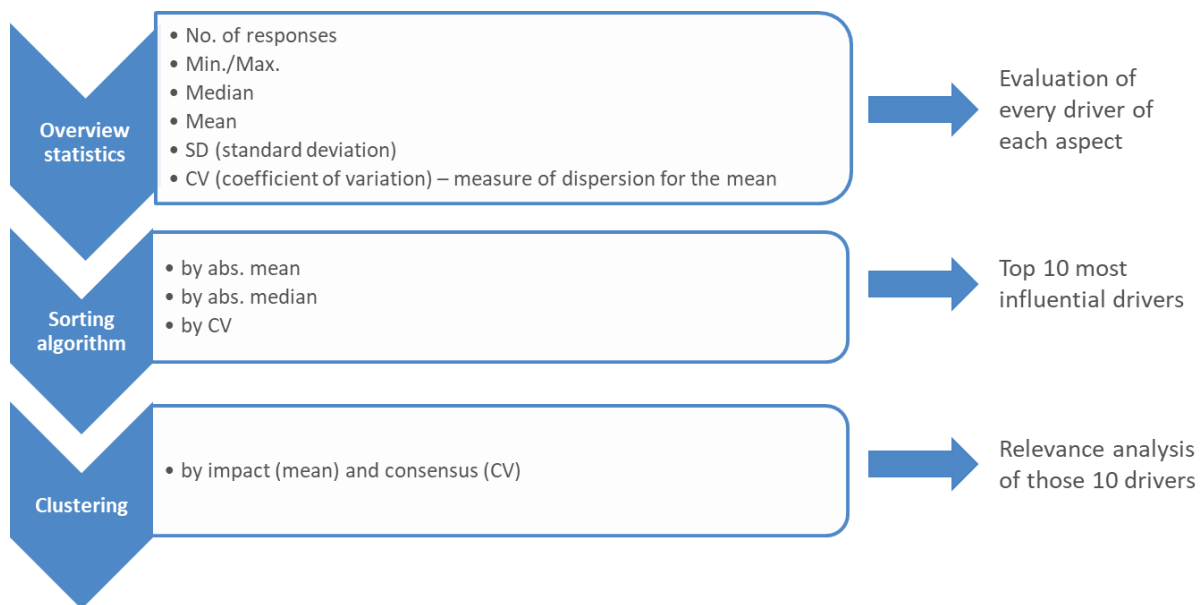 Overview
statistics
• No. of responses
• Min./Max.
• Median
• Mean
• SD (standard deviation)
• CV (coefficient of variation) – measure of dispersion for the mean
Evaluation of
every driver of
each aspect
Sorting
algorithm
• by abs. mean
• by abs. median
• by CV
Top 10 most
influential drivers
Clustering
• by impact (mean) and consensus (CV)
Relevance analysis
of those 10 drivers